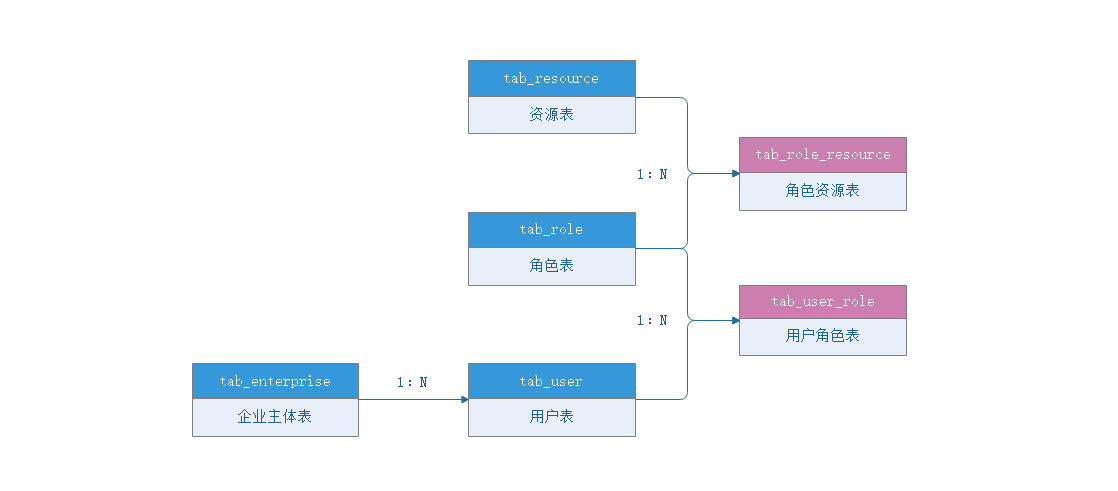 tab_resource
资源表
tab_role_resource
1：N
角色资源表
tab_role
角色表
tab_user_role
1：N
用户角色表
tab_enterprise
1：N
tab_user
企业主体表
用户表